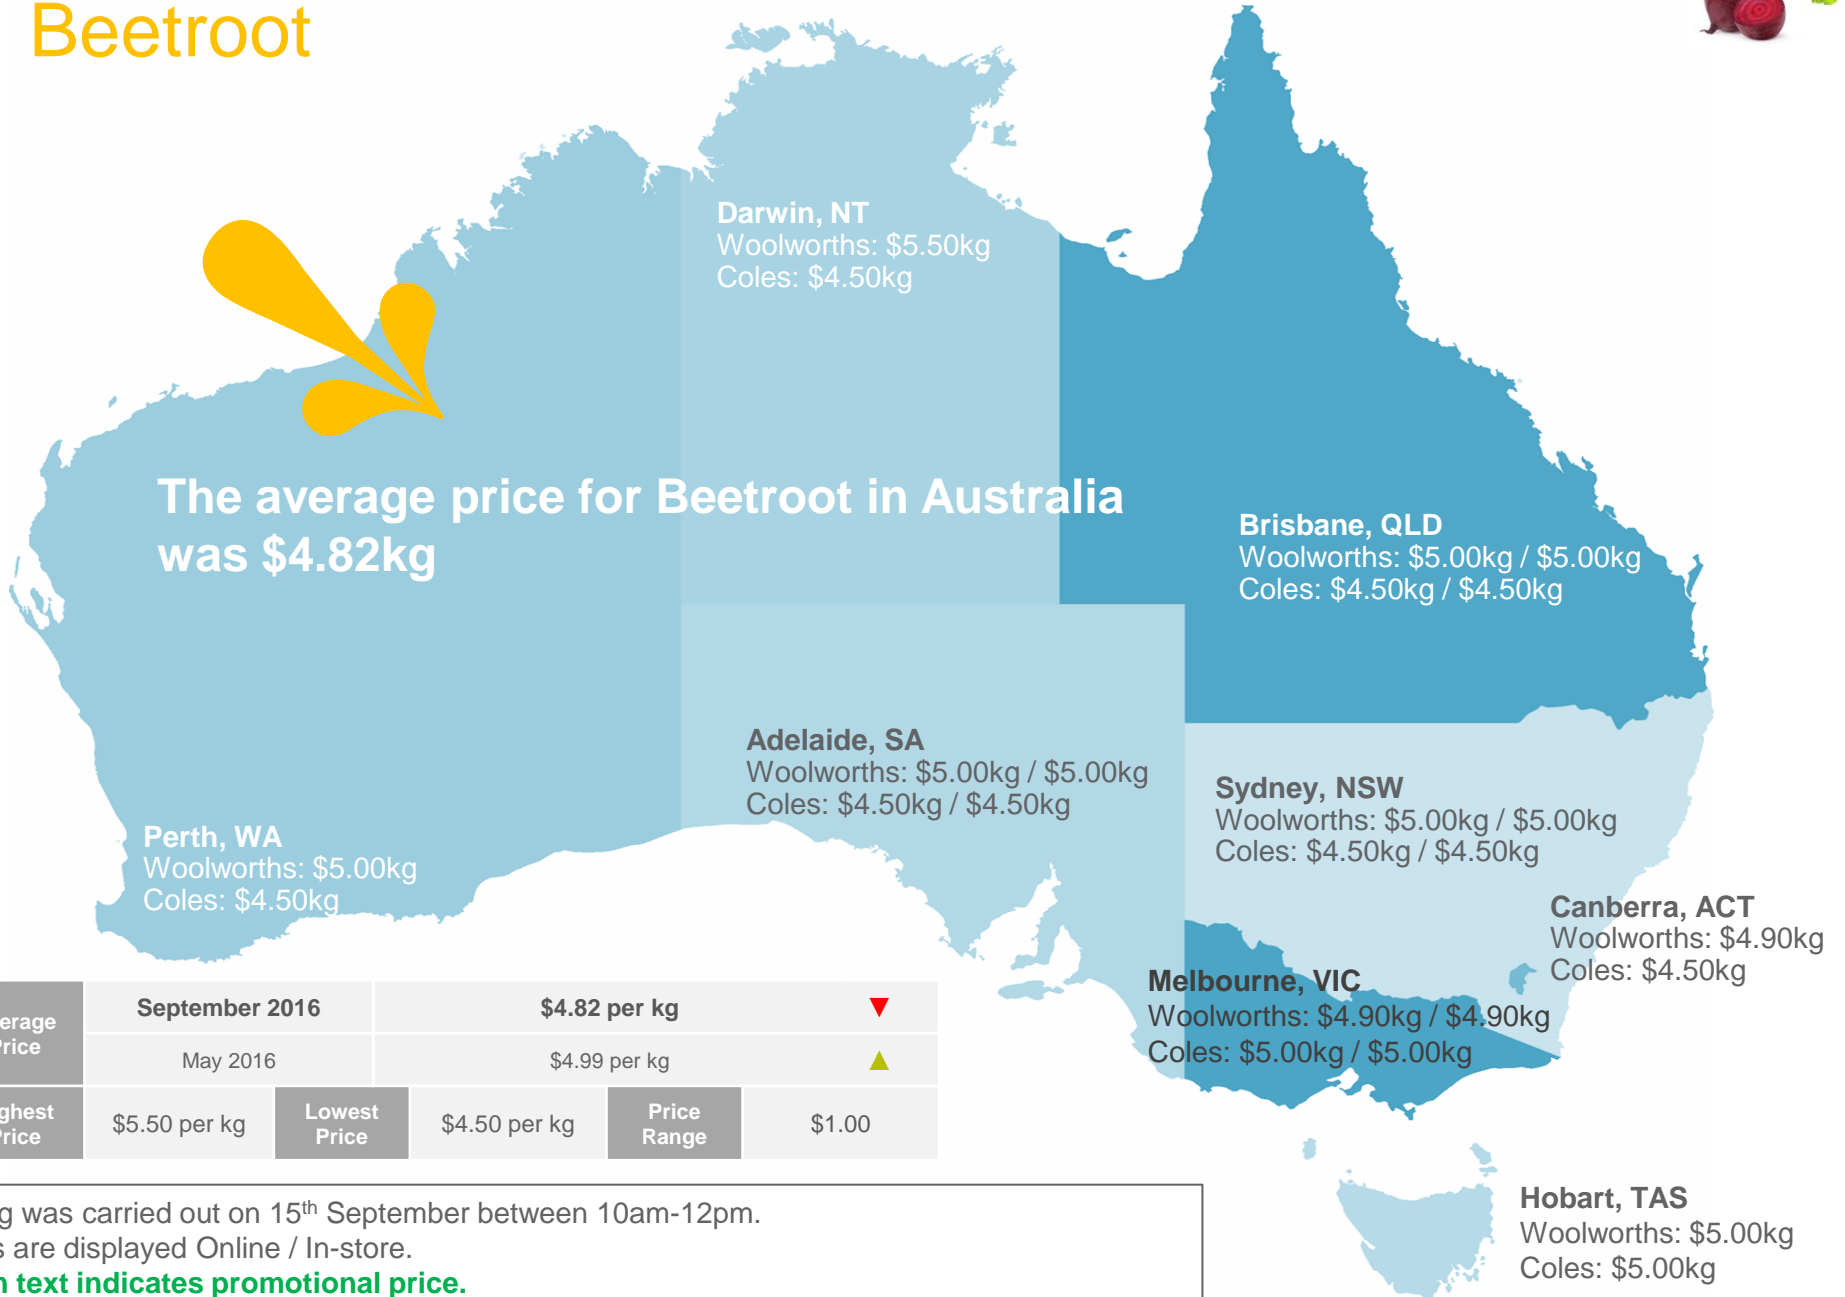 Beetroot
Darwin, NT
Woolworths: $5.50kg
Coles: $4.50kg
The average price for Beetroot in Australia
was $4.82kg
Brisbane, QLD
Woolworths: $5.00kg / $5.00kg
Coles: $4.50kg / $4.50kg
Adelaide, SA
Woolworths: $5.00kg / $5.00kg
Coles: $4.50kg / $4.50kg
Sydney, NSW
Woolworths: $5.00kg / $5.00kg
Coles: $4.50kg / $4.50kg
Perth, WA
Woolworths: $5.00kg
Coles: $4.50kg
Canberra, ACT
Woolworths: $4.90kg
Coles: $4.50kg
Melbourne, VIC
Woolworths: $4.90kg / $4.90kg
Coles: $5.00kg / $5.00kg
September 2016 $4.82 per kg ▼
May 2016 $4.99 per kg ▲
$5.50 per kg Lowest Price $4.50 per kg Price Range $1.00
Hobart, TAS
Woolworths: $5.00kg
Coles: $5.00kg
was carried out on 15th September between 10am-12pm.
are displayed Online / In-store.
text indicates promotional price.